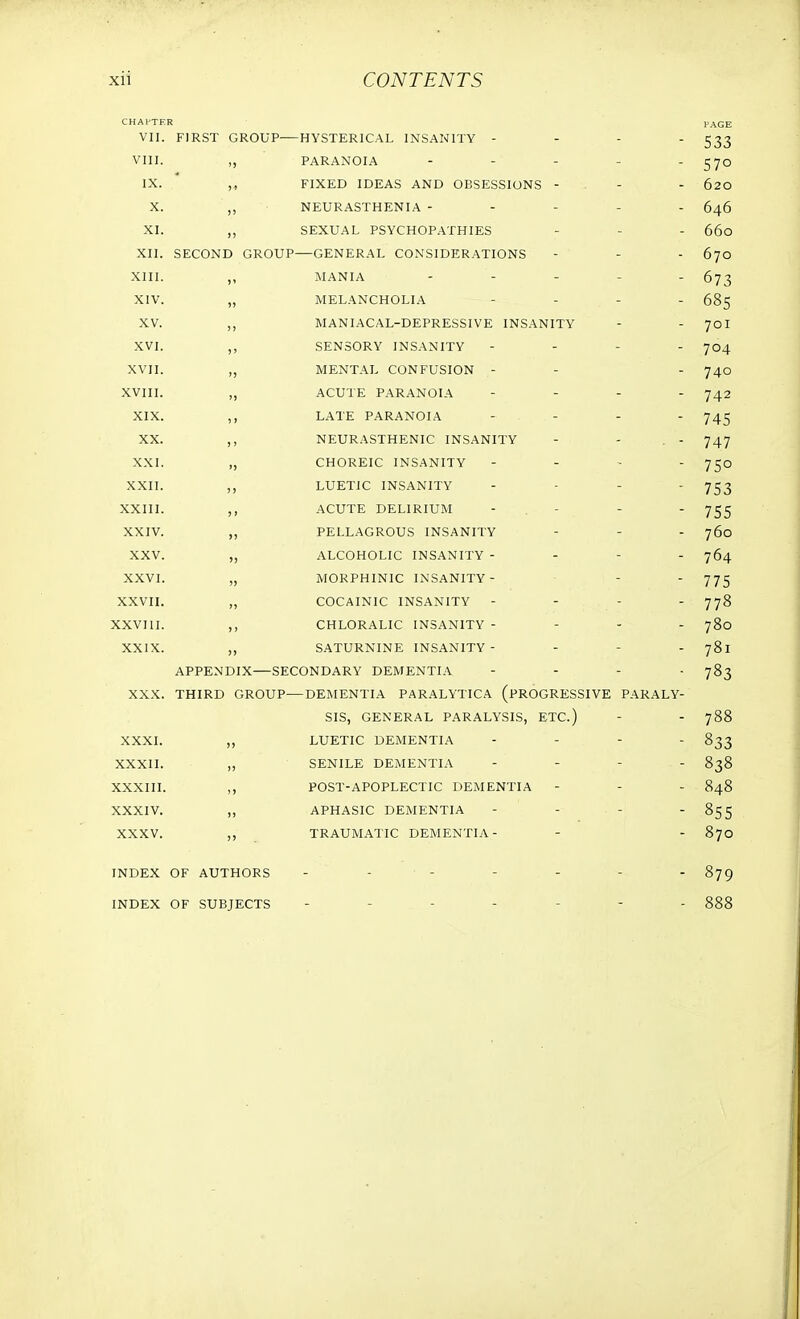 xii CONTENTS
CHAPTER PAGE
VII. FIRST GROUP—HYSTERICAL INSANITY - - - - 533
VIII. ,, PARANOIA - - - - - 570
IX. ,, FIXED IDEAS AND OBSESSIONS - - - 620
X. ,, NEURASTHENIA - - - - - 646
XI. ,, SEXUAL PSYCHOPATHIES - - - 660
XII. SECOND GROUP—GENERAL CONSIDERATIONS - - - 670
XIII. ,, MANIA - - - - - 673
XIV. ,, MELANCHOLIA - - - - 685
XV. ,, MANIACAL-DEPRESSIVE INSANITY - - 701
XVI. ,, SENSORY INSANITY - - - - 704
XVII. ,, MENTAL CONFUSION - - - 740
XVIII. ,, ACUTE PARANOIA - - - - 742
XIX. ,, LATE PARANOIA - - - - 745
XX. ,, NEURASTHENIC INSANITY - - - 747
XXI. ,, CHOREIC INSANITY - - - - 750
XXII. ,, LUETIC INSANITY - - - - 753
XXIII. ,, ACUTE DELIRIUM - - - - 755
XXIV. ,, PELLAGROUS INSANITY - - - 760
XXV. ,, ALCOHOLIC INSANITY - - - - 764
XXVI. ,, MORPHINIC INSANITY - - - 775
XXVII. ,, COCAINIC INSANITY - - - - 778
XXVIII. ,, CHLORALIC INSANITY - - - - 780
XXIX. ,, SATURNINE INSANITY - - - - 781
APPENDIX—SECONDARY DEMENTIA - - - - 783
XXX. THIRD GROUP—DEMENTIA PARALYTICA (PROGRESSIVE PARALY-
SIS, GENERAL PARALYSIS, ETC.) - - 788
XXXI. ,, LUETIC DEMENTIA - - - - 833
XXXII. ,, SENILE DEMENTIA - - - - 838
XXXIII. ,, POST-APOPLECTIC DEMENTIA - - - 848
XXXIV. ,, APHASIC DEMENTIA - - - - 855
XXXV. ,, TRAUMATIC DEMENTIA - - - 870
INDEX OF AUTHORS - - - - - - - 879
INDEX OF SUBJECTS - - - - - - - 888